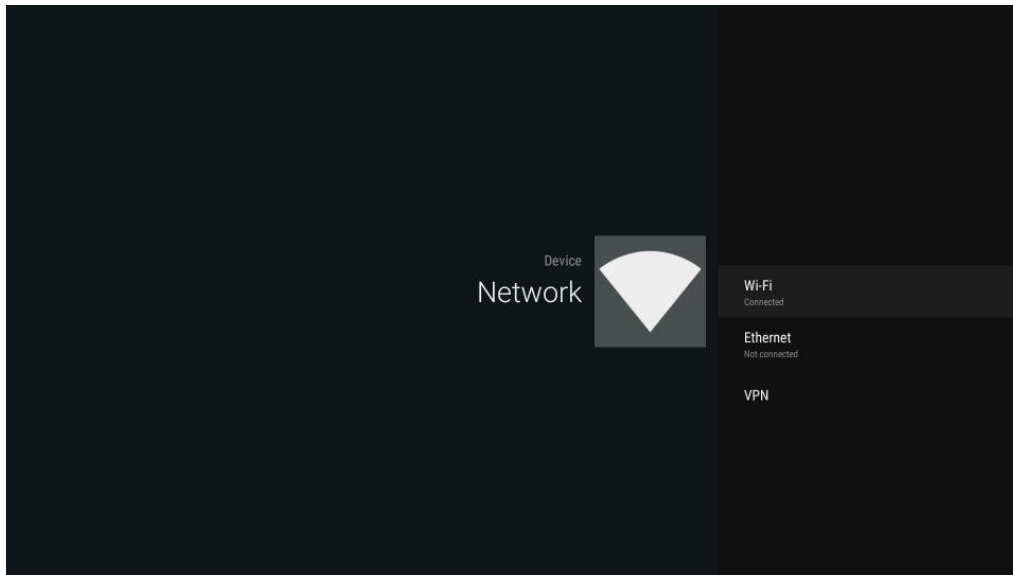 Device
Network
Wi-Fi
Connected
Ethernet
Not connected
VPN